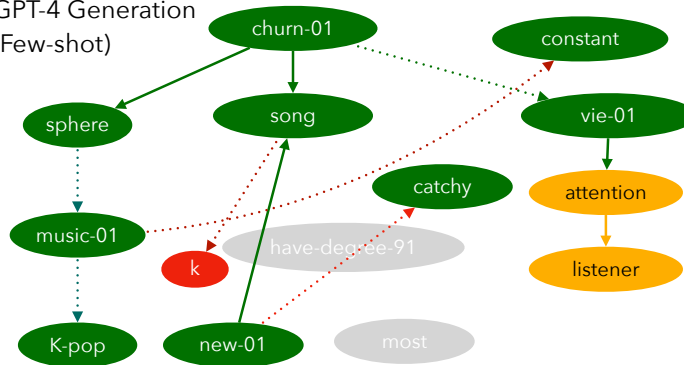 GPT-4 Generation
Few-shot)
churn-01
constant
sphere
song
vie-01
catchy
attention
music-01
have-degree-91
k
listener
K-pop
new-01
most